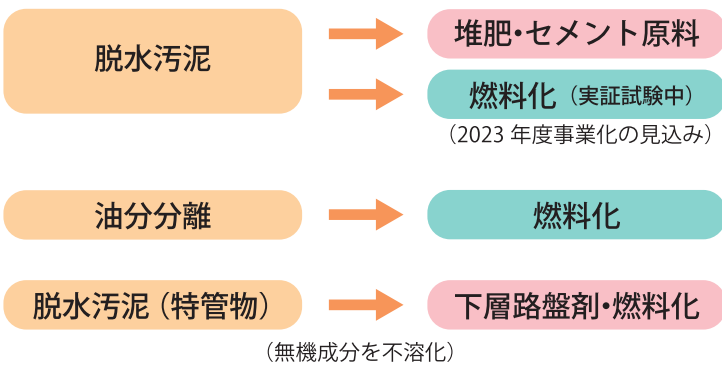 脱水汚泥
堆肥・セメント原料
燃料化（実証試験中）
（2023 年度事業化の見込み）
油分分離
燃料化
脱水汚泥（特管物）
下層路盤剤・燃料化
（無機成分を不溶化）